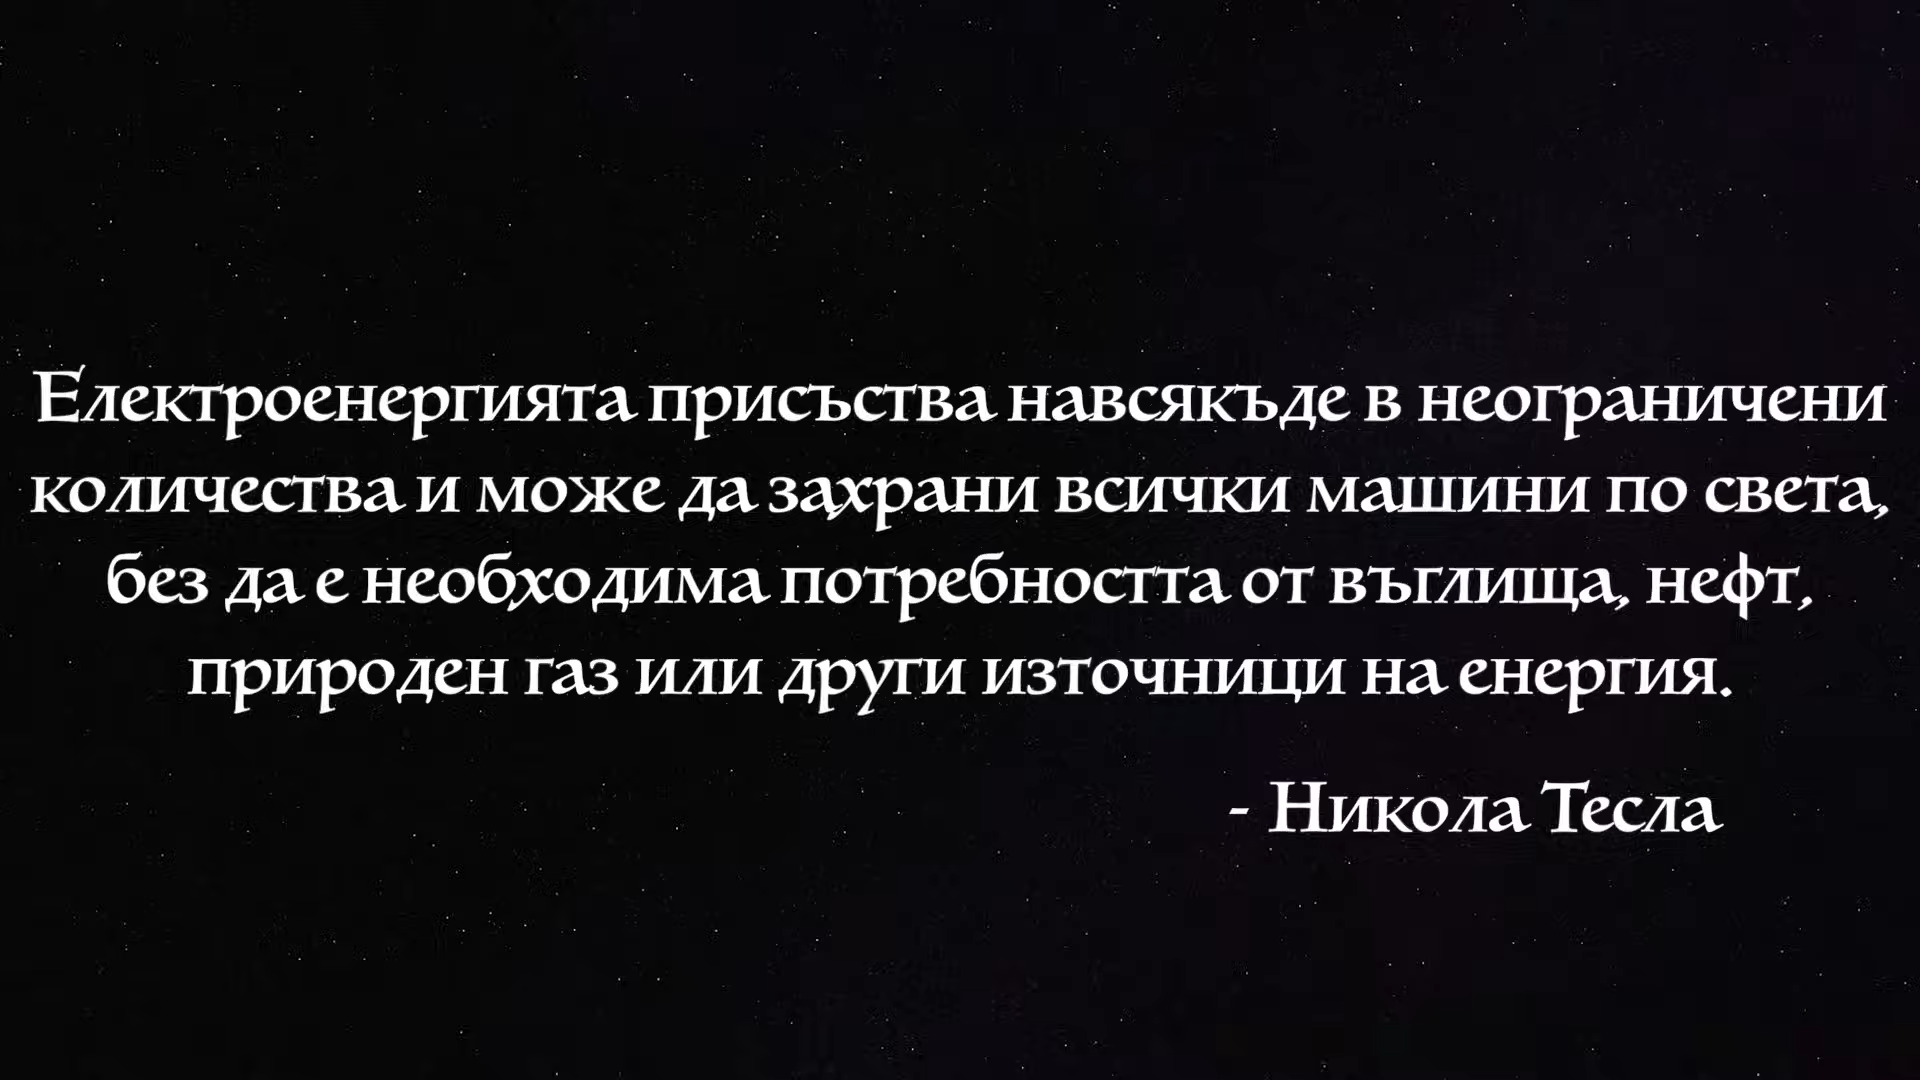 Електроенергията присъства навсякъде в неограничени
количества и може да захрани всички машини по света,
без да е необходима потребността от въглища, нефт,
природен газ или други източници на енергия.
- Никола Тесла